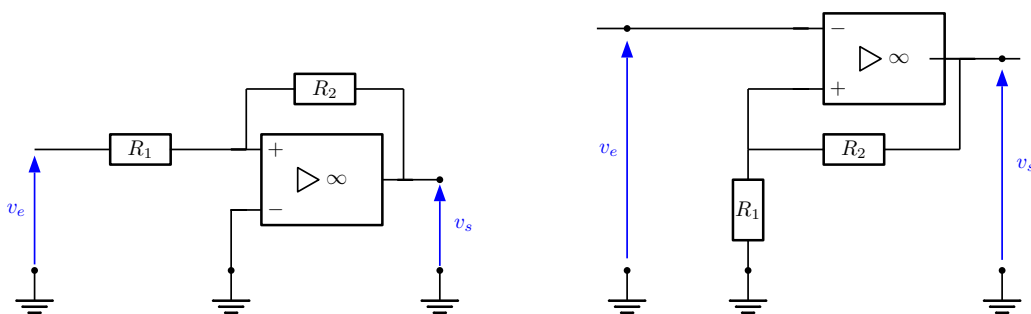 R₂
R₁
+
▷ ∞
−
vₑ
vₛ
−
▷ ∞
+
vₑ
R₂
R₁
vₛ